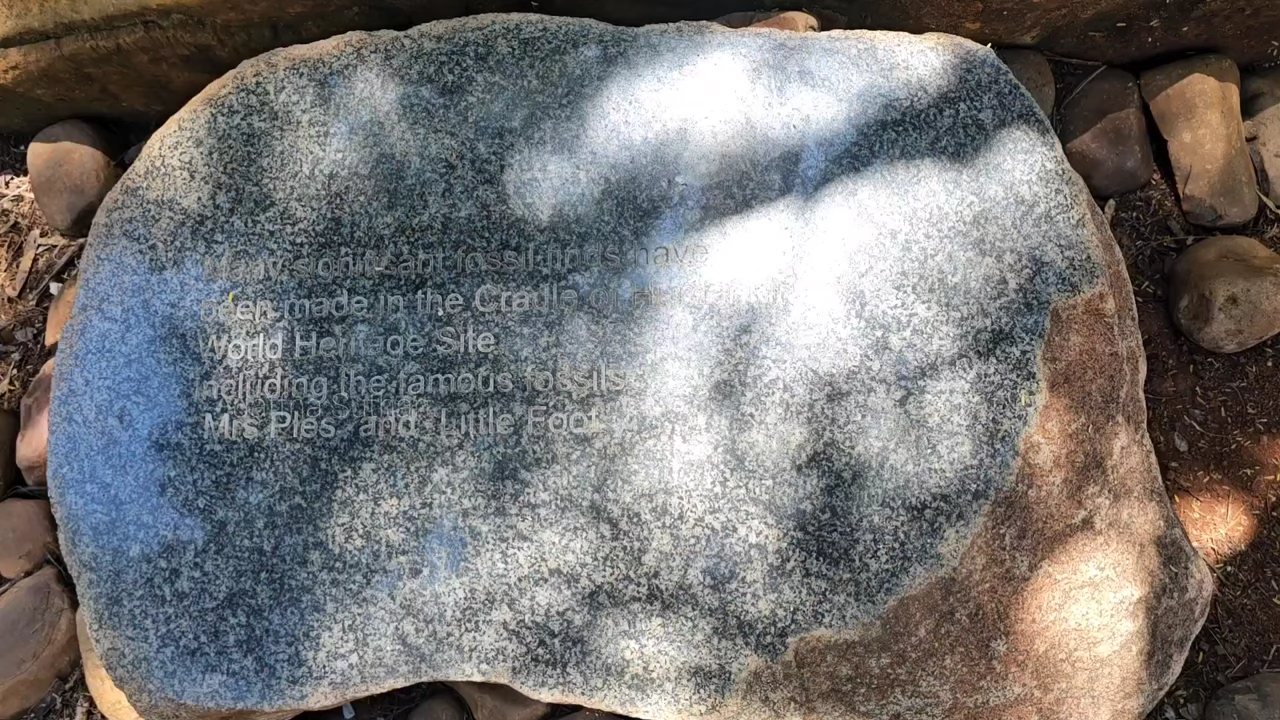 Many significant fossil finds have
been made in the Cradle of Humankind
World Heritage Site
including the famous fossils
Mrs Ples and Little Foot